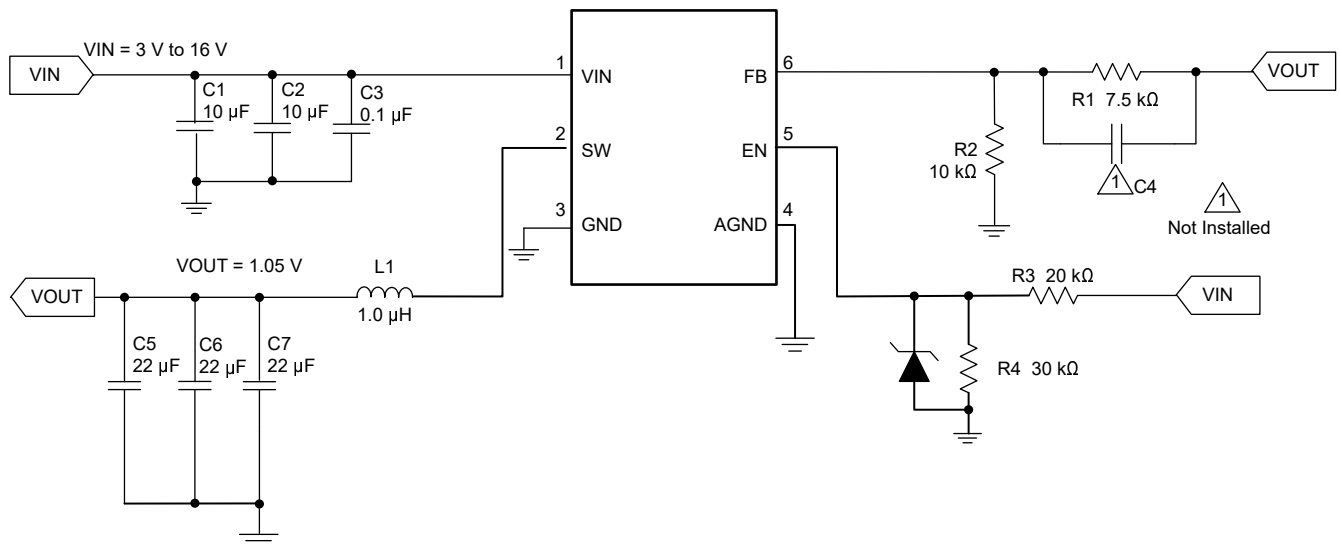 VIN = 3 V to 16 V
VIN
C1
10 µF
C2
10 µF
C3
0.1 µF
1
VIN
2
SW
3
GND
6
FB
5
EN
4
AGND
R2
10 kΩ
R1 7.5 kΩ
VOUT
1
C4
1
Not Installed
VOUT = 1.05 V
VOUT
L1
1.0 µH
C5
22 µF
C6
22 µF
C7
22 µF
R3 20 kΩ
VIN
R4 30 kΩ